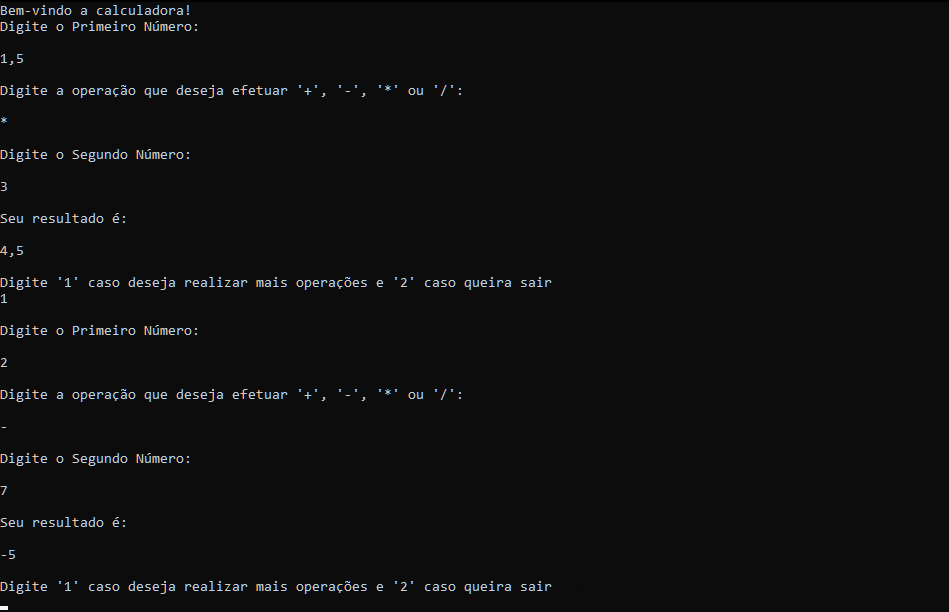 Bem-vindo a calculadora!
Digite o Primeiro Número:
1,5
Digite a operação que deseja efetuar '+', '-', '*' ou '/':
*
Digite o Segundo Número:
3
Seu resultado é:
4,5
Digite '1' caso deseja realizar mais operações e '2' caso queira sair
1
Digite o Primeiro Número:
2
Digite a operação que deseja efetuar '+', '-', '*' ou '/':
-
Digite o Segundo Número:
7
Seu resultado é:
-5
Digite '1' caso deseja realizar mais operações e '2' caso queira sair